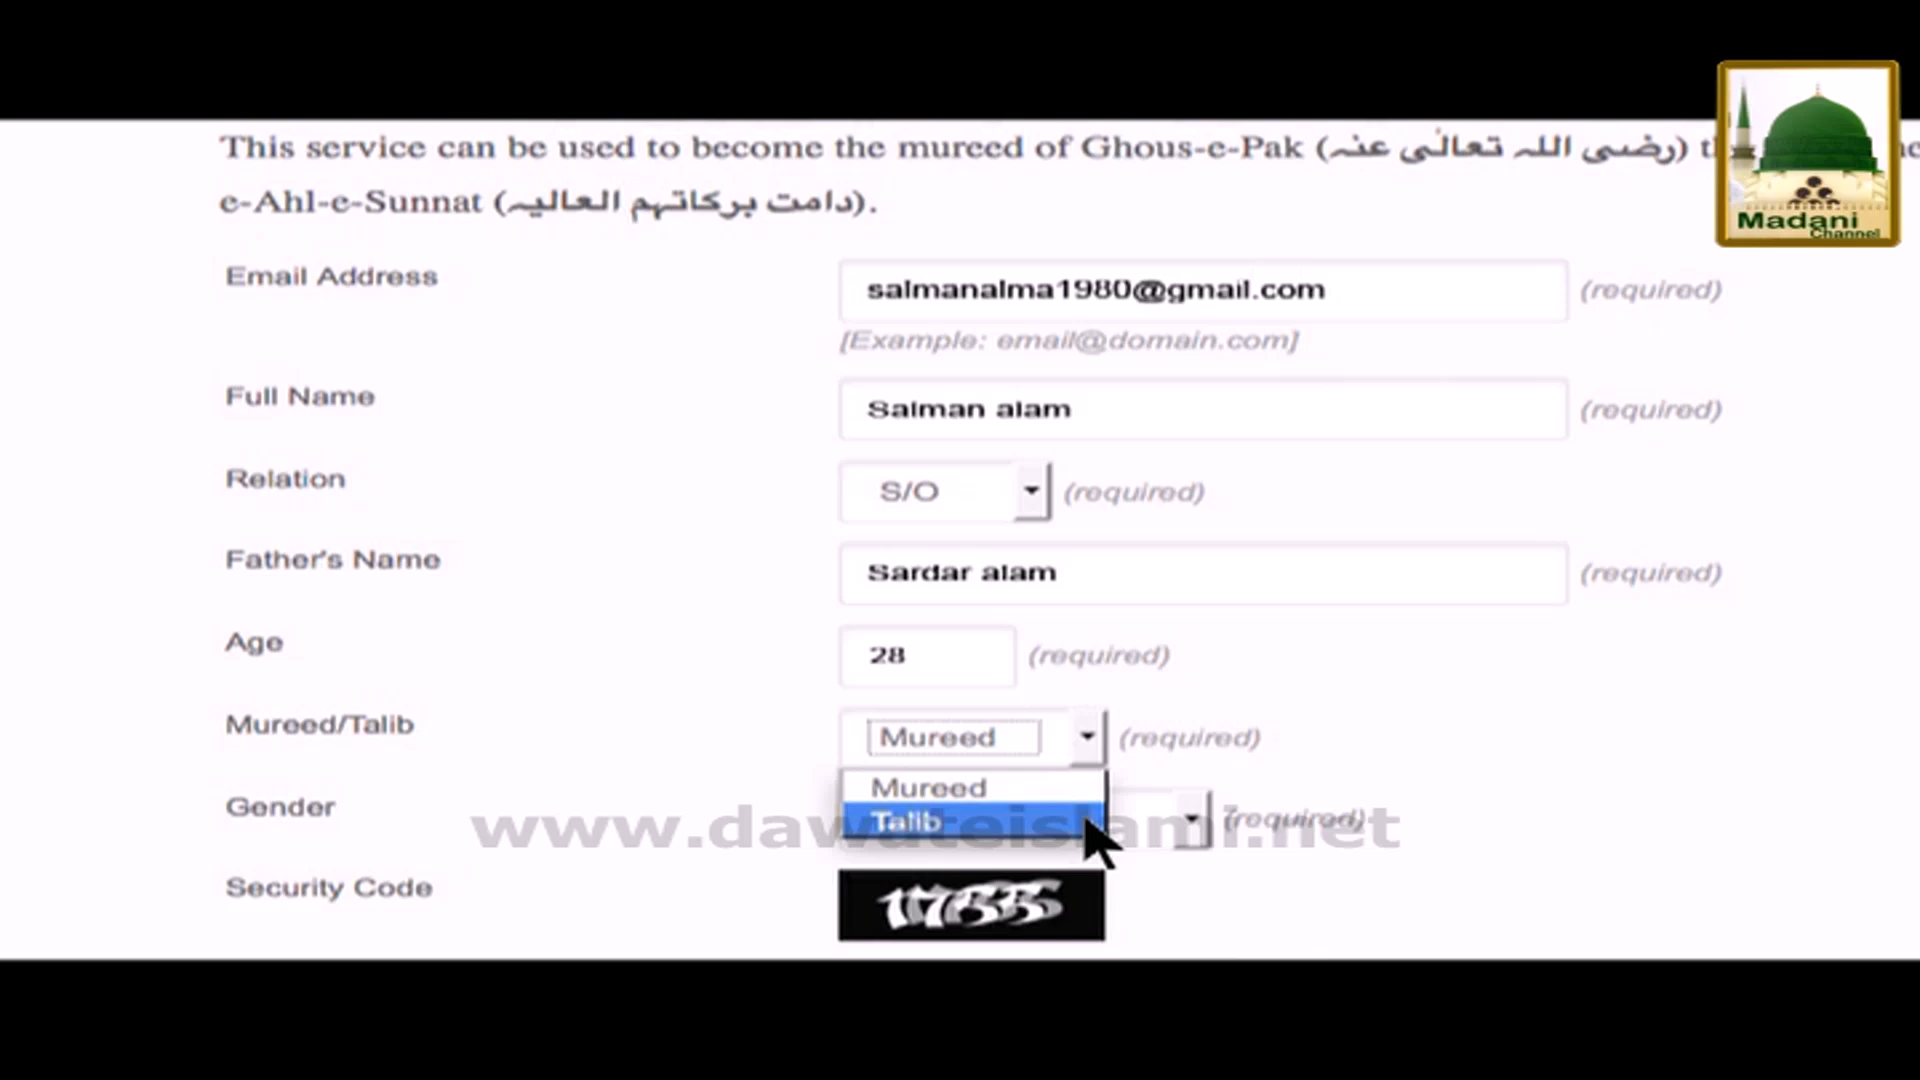 This service can be used to become the mureed of Ghous-e-Pak (رضی اللہ تعالٰی عنہ)
e-Ahl-e-Sunnat (دامت برکاتہم العالیہ).
Email Address salmanalma1980@gmail.com (required)
[Example: email@domain.com]
Full Name Salman alam (required)
Relation S/O (required)
Father's Name Sardar alam (required)
Age 28 (required)
Mureed/Talib Mureed (required)
Mureed
Gender Talib (required)
www.dawateislami.net
Security Code
Madani
Channel